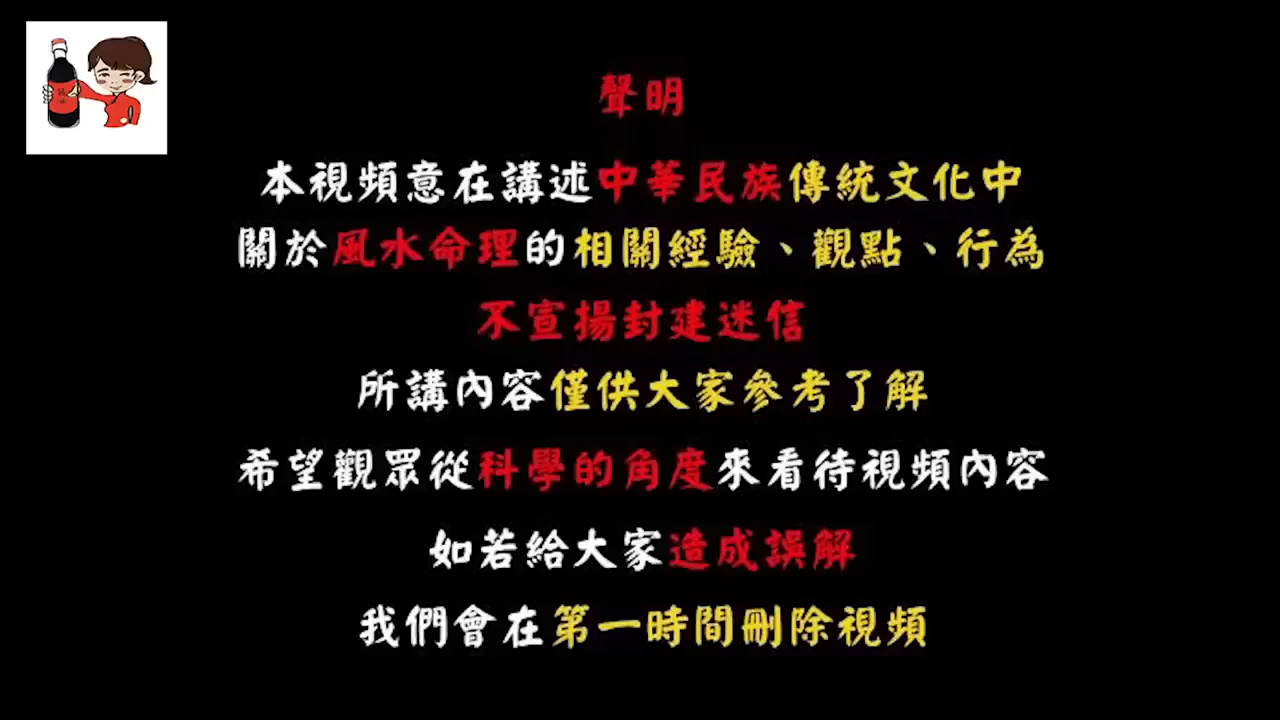 聲明
本視頻意在講述中華民族傳統文化中
關於風水命理的相關經驗、觀點、行為
不宣揚封建迷信
所講內容僅供大家參考了解
希望觀眾從科學的角度來看待視頻內容
如若給大家造成誤解
我們會在第一時間刪除視頻